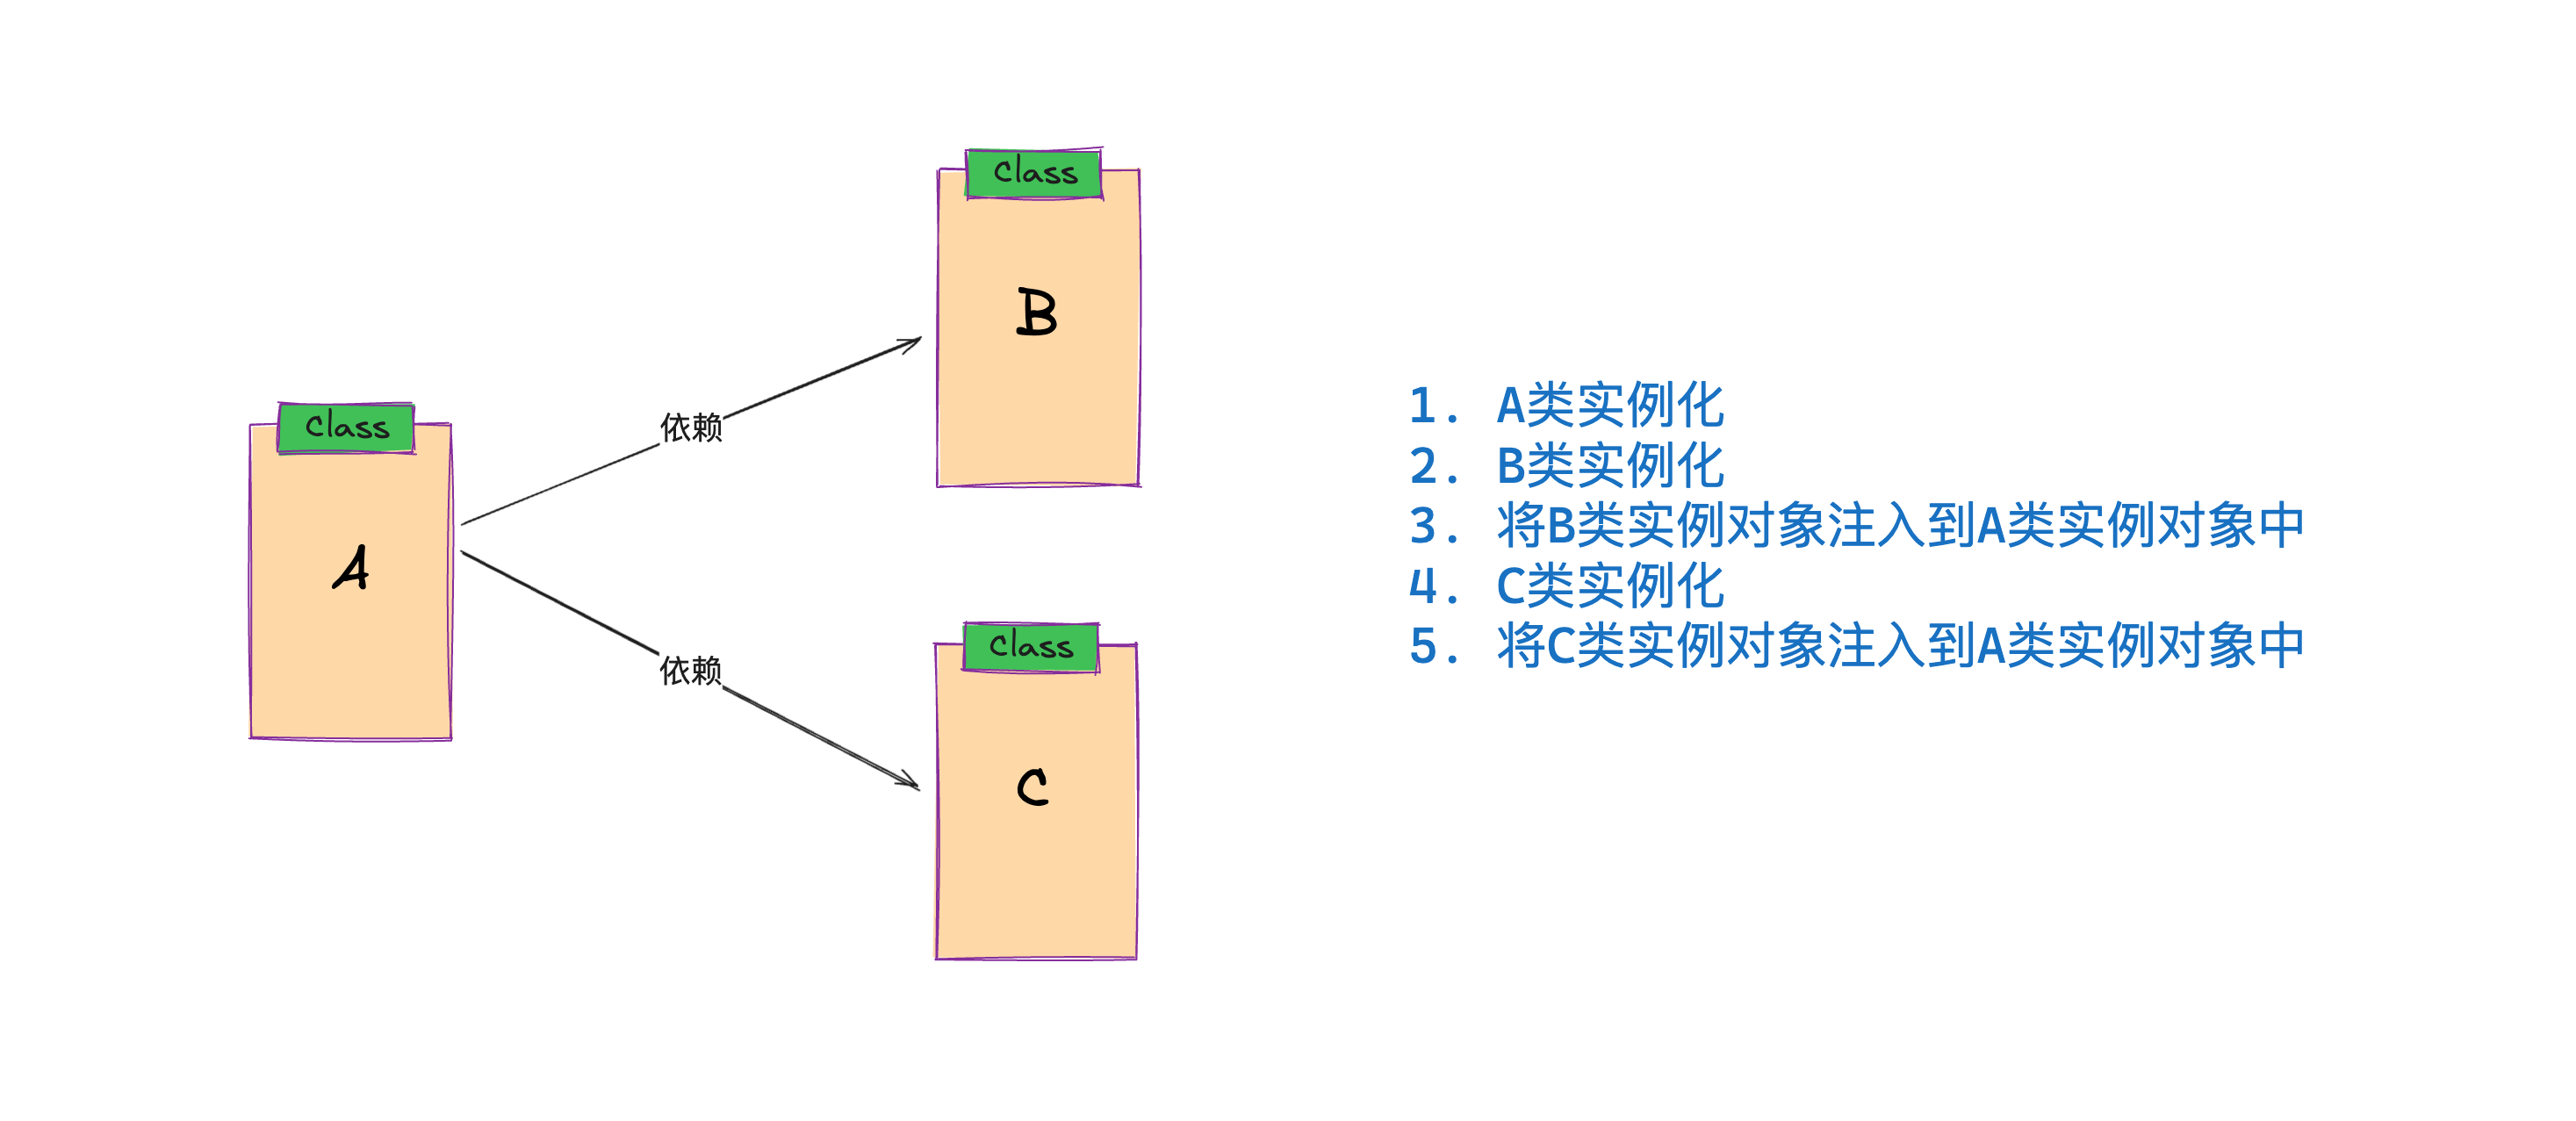 Class
B
依赖
Class
A
依赖
Class
C
1. A类实例化
2. B类实例化
3. 将B类实例对象注入到A类实例对象中
4. C类实例化
5. 将C类实例对象注入到A类实例对象中